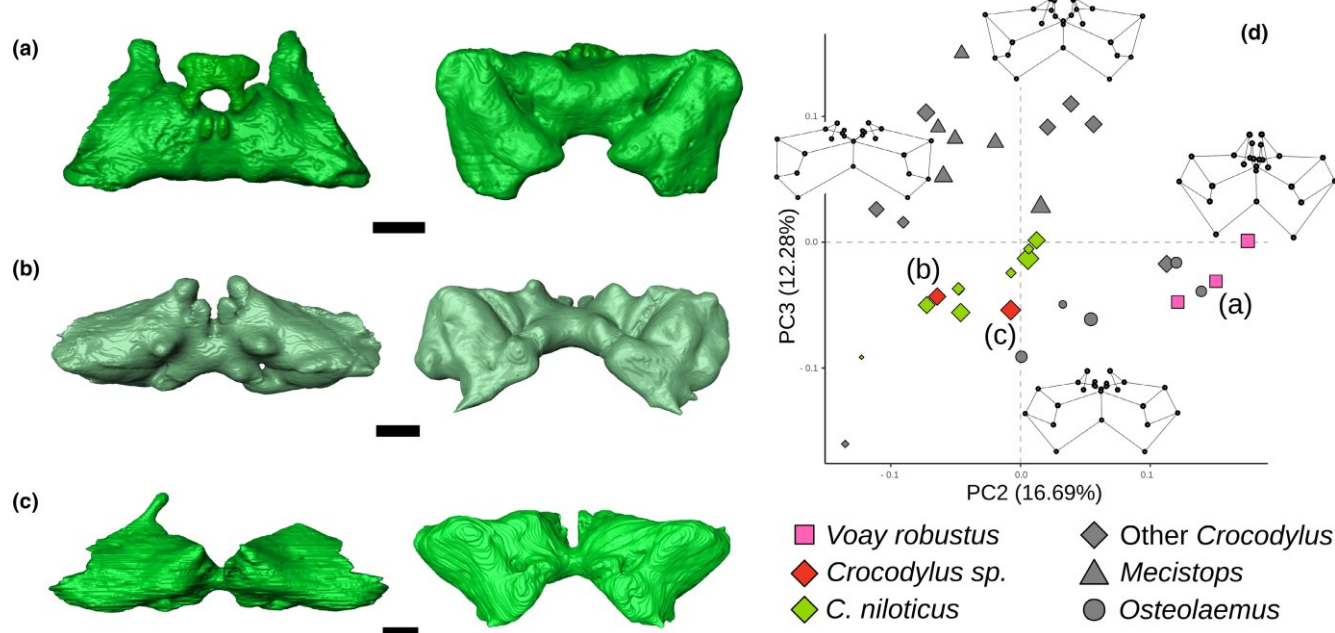 (a)
(b)
(c)
(d)
0.1
0.0
- 0.1
PC3 (12.28%)
(b)
(c)
(a)
- 0.1
0.0
0.1
PC2 (16.69%)
Voay robustus
Crocodylus sp.
C. niloticus
Other Crocodylus
Mecistops
Osteolaemus